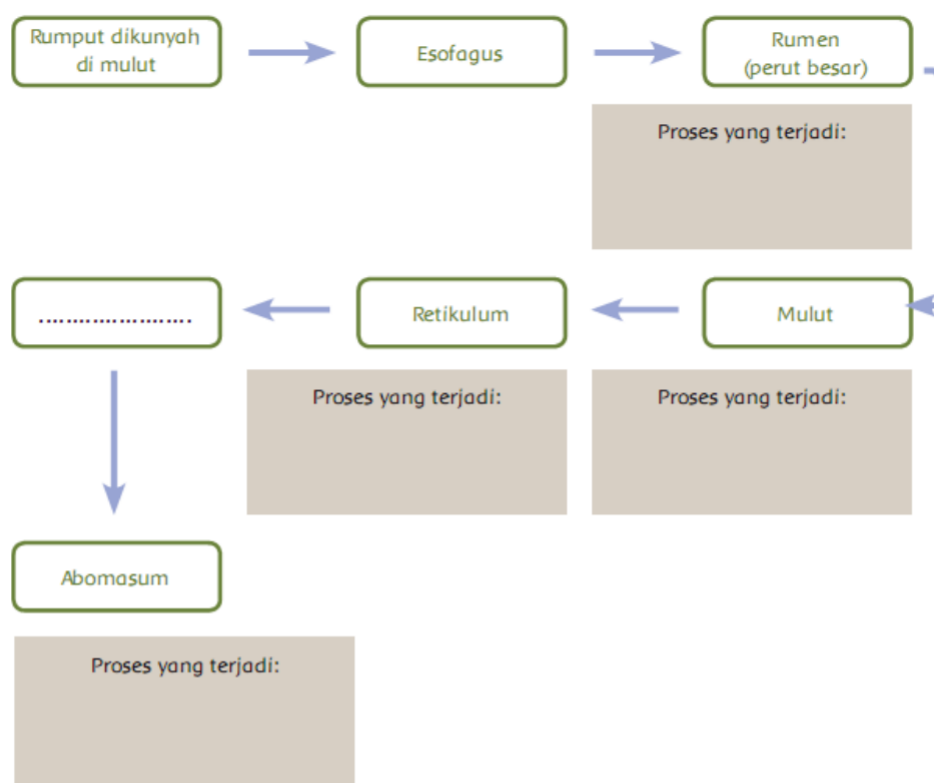 Rumput dikunyah
di mulut
Esofagus
Rumen
(perut besar)
Proses yang terjadi:
......................
Retikulum
Mulut
Proses yang terjadi:
Proses yang terjadi:
Abomasum
Proses yang terjadi: